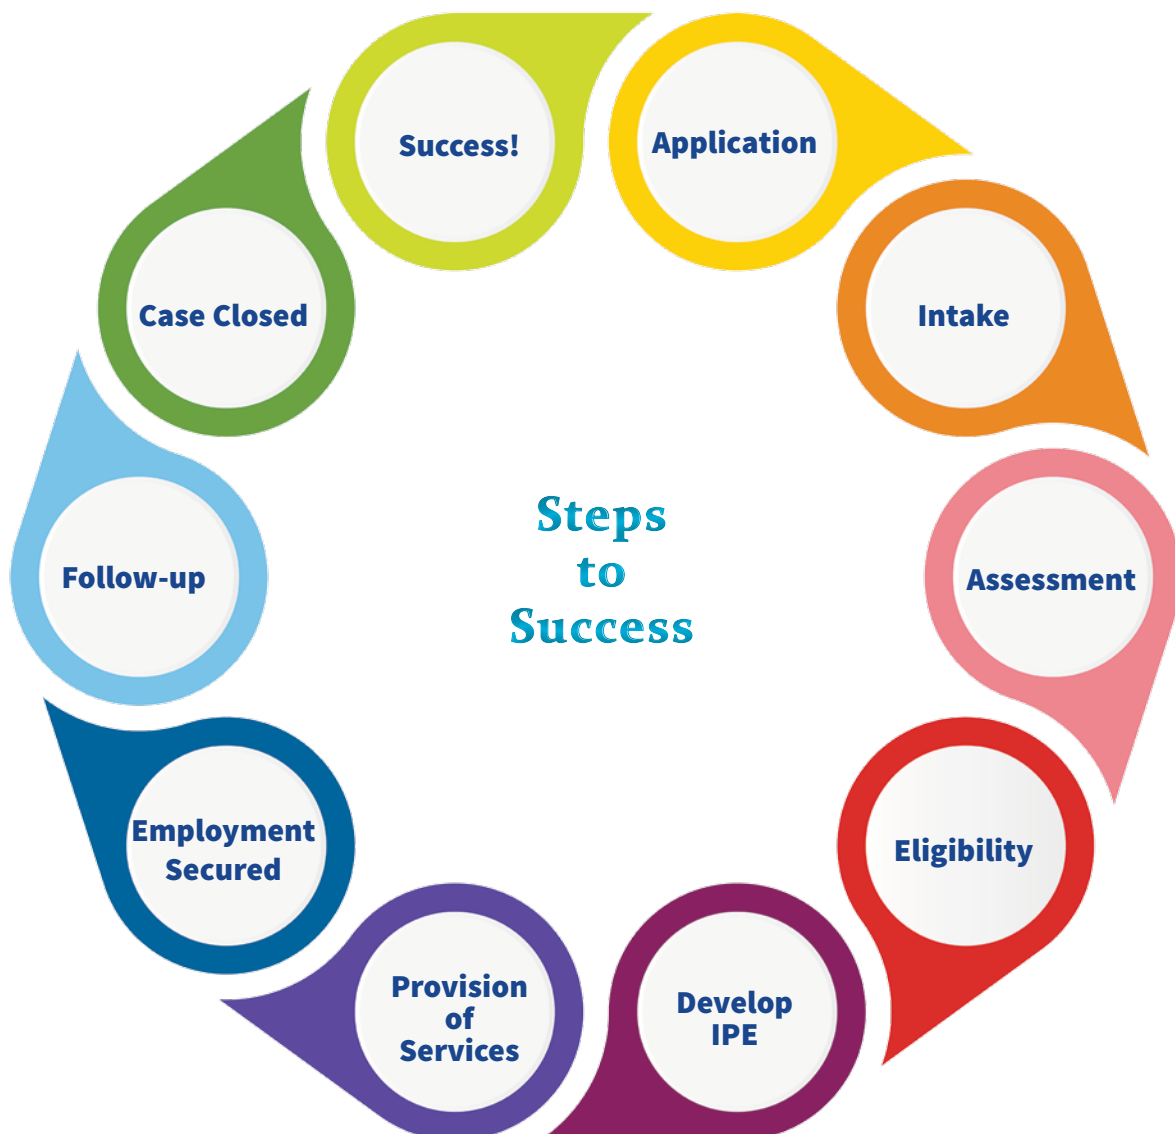 Success!
Application
Intake
Assessment
Eligibility
Develop
IPE
Provision
of
Services
Employment
Secured
Follow-up
Case Closed
Steps
to
Success